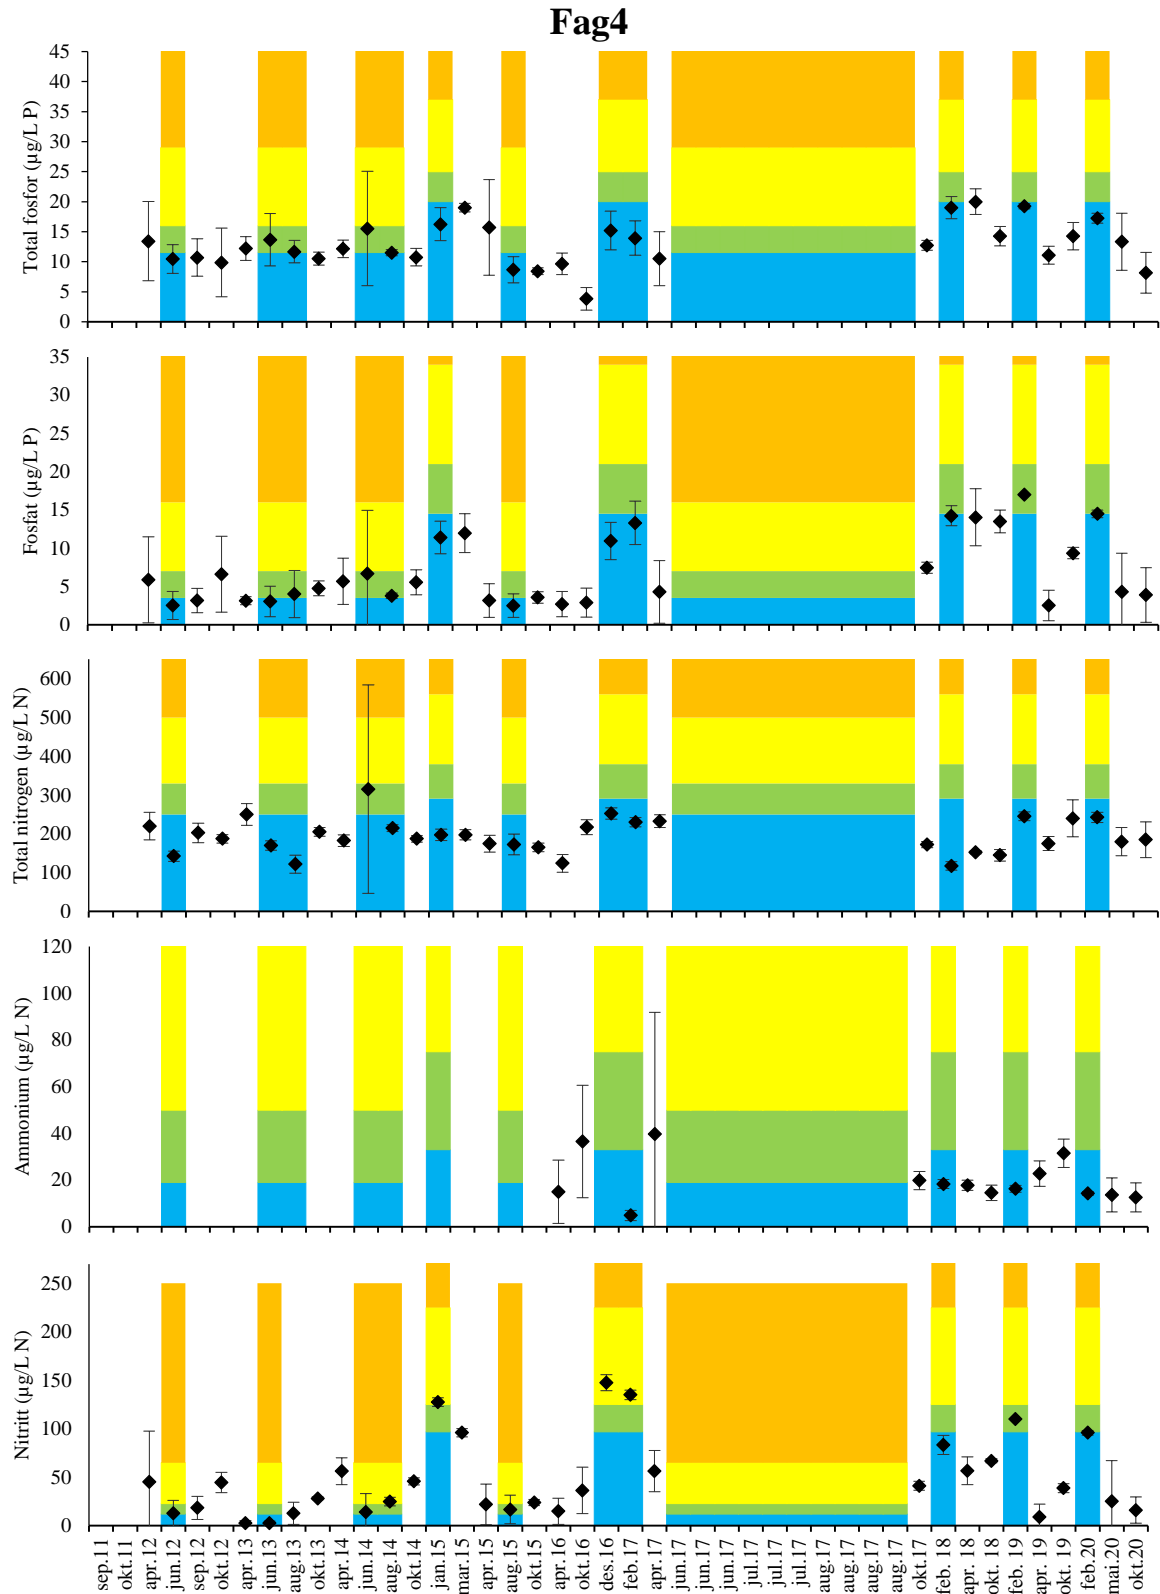 Fag4
Total fosfor (µg/L P)
45
40
35
30
25
20
15
10
5
0
Fosfat (µg/L P)
35
30
25
20
15
10
5
0
Total nitrogen (µg/L N)
600
500
400
300
200
100
0
Ammonium (µg/L N)
120
100
80
60
40
20
0
Nitritt (µg/L N)
250
200
150
100
50
0
sep.11
okt.11
apr.12
jun.12
sep.12
okt.12
apr.13
jun.13
aug.13
okt.13
apr.14
jun.14
aug.14
okt.14
jan.15
mar.15
apr.15
aug.15
okt.15
apr.16
okt.16
des.16
feb.17
apr.17
jun.17
jun.17
jun.17
jul.17
jul.17
jul.17
aug.17
aug.17
aug.17
aug.17
okt.17
feb.18
apr.18
okt.18
feb.19
apr.19
okt.19
feb.20
mai.20
okt.20